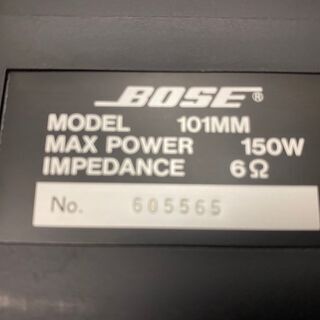 BOSE®
MODEL 101MM
MAX POWER 150W
IMPEDANCE 6Ω
No. 605565